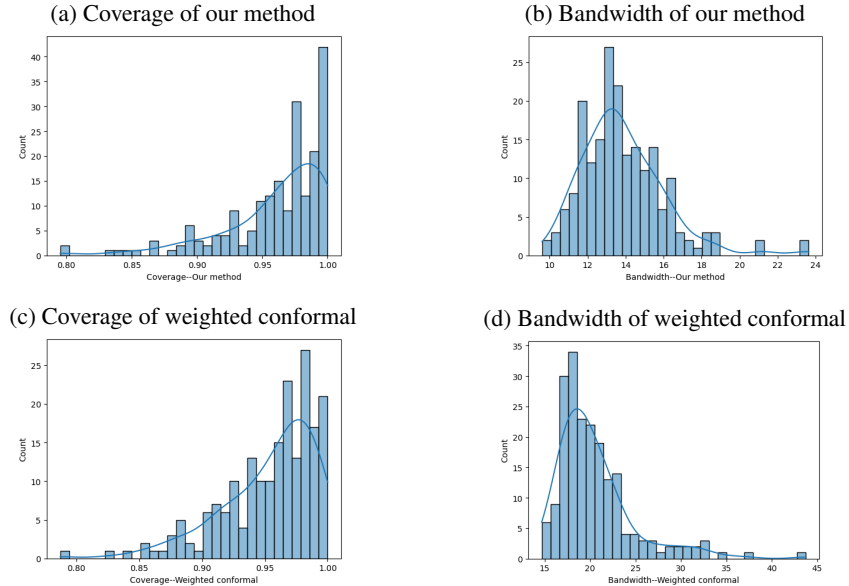 (a) Coverage of our method
40
35
30
25
20
15
10
5
0
Count
0.80 0.85 0.90 0.95 1.00
Coverage--Our method
(b) Bandwidth of our method
25
20
15
10
5
0
Count
10 12 14 16 18 20 22 24
Bandwidth--Our method
(c) Coverage of weighted conformal
25
20
15
10
5
0
Count
0.80 0.85 0.90 0.95 1.00
Coverage--Weighted conformal
(d) Bandwidth of weighted conformal
35
30
25
20
15
10
5
0
Count
15 20 25 30 35 40 45
Bandwidth--Weighted conformal